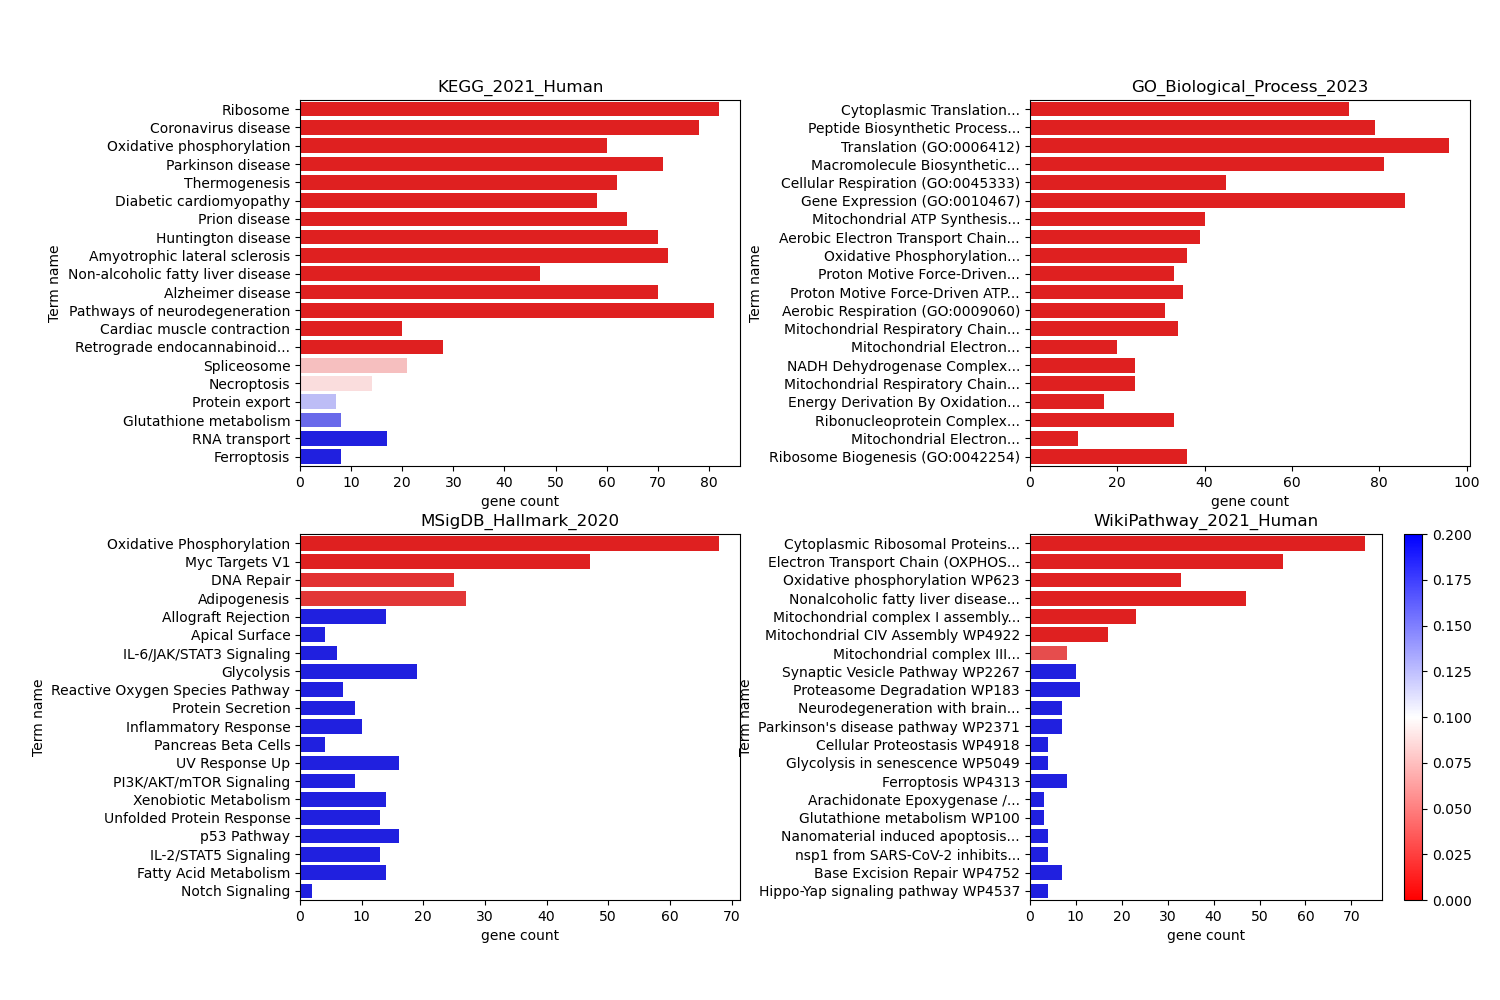 KEGG_2021_Human
Term name
Ribosome
Coronavirus disease
Oxidative phosphorylation
Parkinson disease
Thermogenesis
Diabetic cardiomyopathy
Prion disease
Huntington disease
Amyotrophic lateral sclerosis
Non-alcoholic fatty liver disease
Alzheimer disease
Pathways of neurodegeneration
Cardiac muscle contraction
Retrograde endocannabinoid...
Spliceosome
Necroptosis
Protein export
Glutathione metabolism
RNA transport
Ferroptosis
0 10 20 30 40 50 60 70 80
gene count
GO_Biological_Process_2023
Term name
Cytoplasmic Translation...
Peptide Biosynthetic Process...
Translation (GO:0006412)
Macromolecule Biosynthetic...
Cellular Respiration (GO:0045333)
Gene Expression (GO:0010467)
Mitochondrial ATP Synthesis...
Aerobic Electron Transport Chain...
Oxidative Phosphorylation...
Proton Motive Force-Driven...
Proton Motive Force-Driven ATP...
Aerobic Respiration (GO:0009060)
Mitochondrial Respiratory Chain...
Mitochondrial Electron...
NADH Dehydrogenase Complex...
Mitochondrial Respiratory Chain...
Energy Derivation By Oxidation...
Ribonucleoprotein Complex...
Mitochondrial Electron...
Ribosome Biogenesis (GO:0042254)
0 20 40 60 80 100
gene count
MSigDB_Hallmark_2020
Term name
Oxidative Phosphorylation
Myc Targets V1
DNA Repair
Adipogenesis
Allograft Rejection
Apical Surface
IL-6/JAK/STAT3 Signaling
Glycolysis
Reactive Oxygen Species Pathway
Protein Secretion
Inflammatory Response
Pancreas Beta Cells
UV Response Up
PI3K/AKT/mTOR Signaling
Xenobiotic Metabolism
Unfolded Protein Response
p53 Pathway
IL-2/STAT5 Signaling
Fatty Acid Metabolism
Notch Signaling
0 10 20 30 40 50 60 70
gene count
WikiPathway_2021_Human
Term name
Cytoplasmic Ribosomal Proteins...
Electron Transport Chain (OXPHOS...
Oxidative phosphorylation WP623
Nonalcoholic fatty liver disease...
Mitochondrial complex I assembly...
Mitochondrial CIV Assembly WP4922
Mitochondrial complex III...
Synaptic Vesicle Pathway WP2267
Proteasome Degradation WP183
Neurodegeneration with brain...
Parkinson's disease pathway WP2371
Cellular Proteostasis WP4918
Glycolysis in senescence WP5049
Ferroptosis WP4313
Arachidonate Epoxygenase /...
Glutathione metabolism WP100
Nanomaterial induced apoptosis...
nsp1 from SARS-CoV-2 inhibits...
Base Excision Repair WP4752
Hippo-Yap signaling pathway WP4537
0 10 20 30 40 50 60 70
gene count
0.200
0.175
0.150
0.125
0.100
0.075
0.050
0.025
0.000